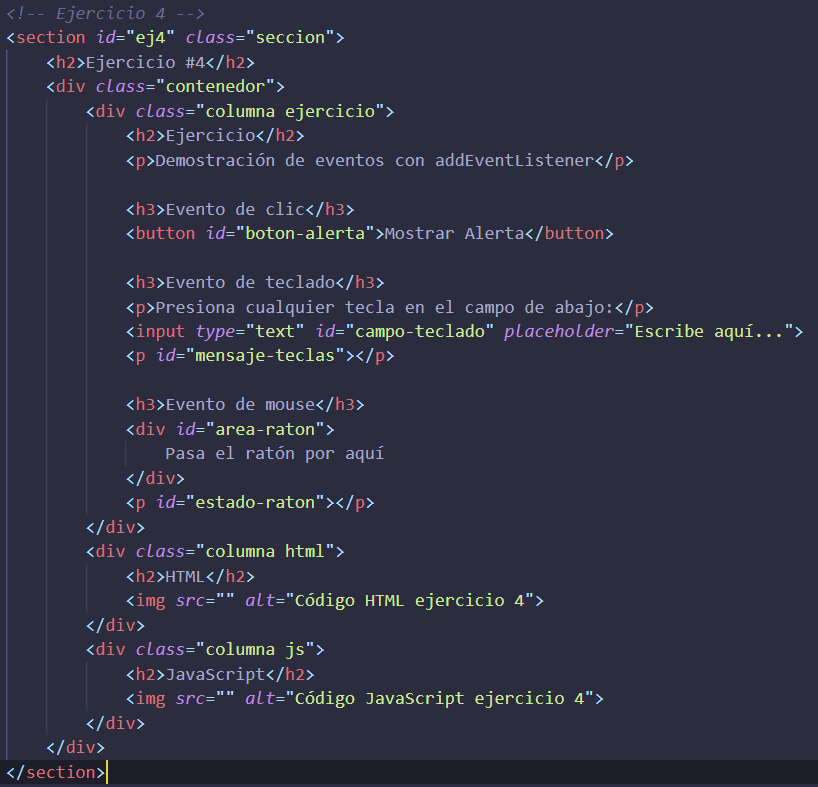 <!-- Ejercicio 4 -->
<section id="ej4" class="seccion">
    <h2>Ejercicio #4</h2>
    <div class="contenedor">
        <div class="columna ejercicio">
            <h2>Ejercicio</h2>
            <p>Demostración de eventos con addEventListener</p>

            <h3>Evento de clic</h3>
            <button id="boton-alerta">Mostrar Alerta</button>

            <h3>Evento de teclado</h3>
            <p>Presiona cualquier tecla en el campo de abajo:</p>
            <input type="text" id="campo-teclado" placeholder="Escribe aquí...">
            <p id="mensaje-teclas"></p>

            <h3>Evento de mouse</h3>
            <div id="area-raton">
                Pasa el ratón por aquí
            </div>
            <p id="estado-raton"></p>
        </div>
        <div class="columna html">
            <h2>HTML</h2>
            <img src="" alt="Código HTML ejercicio 4">
        </div>
        <div class="columna js">
            <h2>JavaScript</h2>
            <img src="" alt="Código JavaScript ejercicio 4">
        </div>
    </div>
</section>